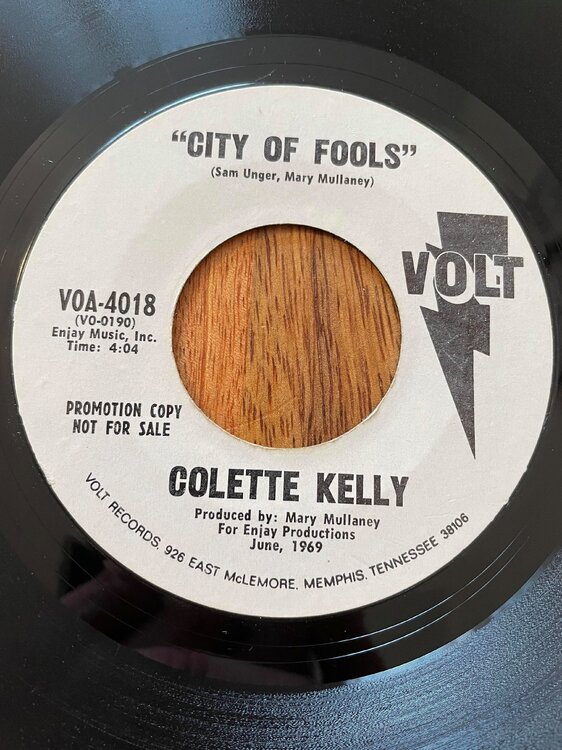 "CITY OF FOOLS"
(Sam Unger, Mary Mullaney)
VOLT
VOA-4018
(VO-0190)
Enjay Music, Inc.
Time: 4:04
PROMOTION COPY
NOT FOR SALE
COLETTE KELLY
Produced by: Mary Mullaney
For Enjay Productions
June, 1969
VOLT RECORDS, 926 EAST McLEMORE, MEMPHIS, TENNESSEE 38106